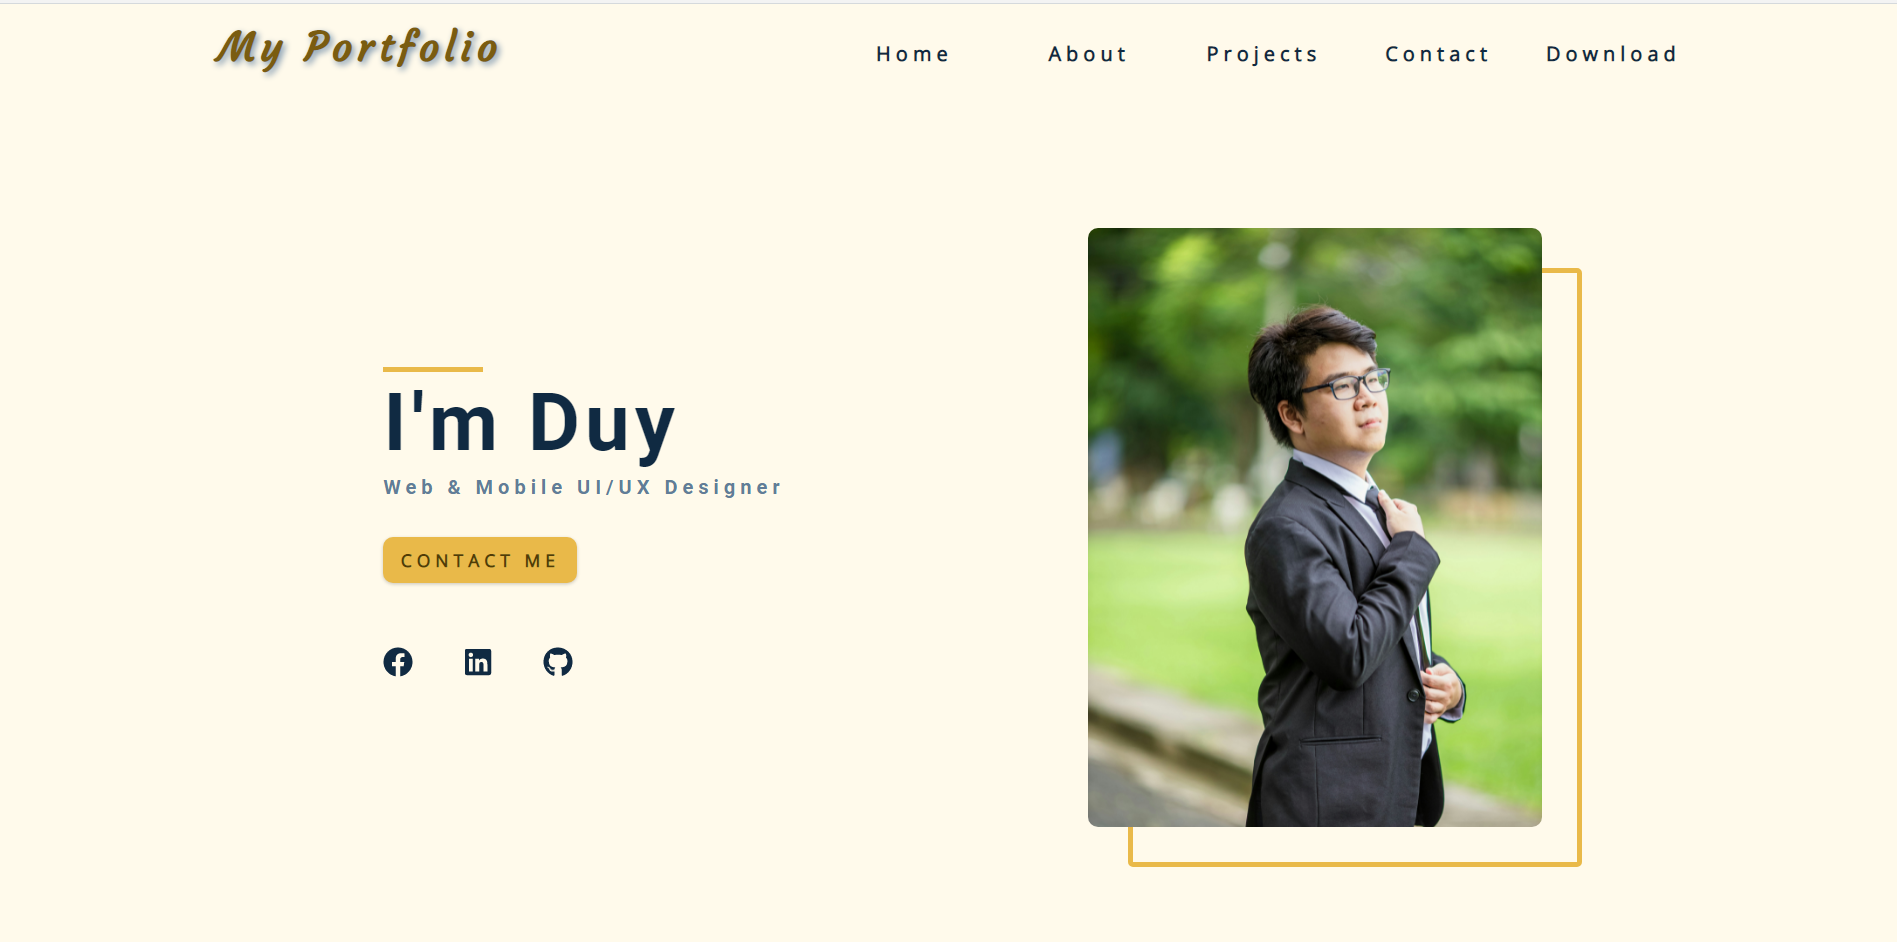 My Portfolio
Home About Projects Contact Download
I'm Duy
Web & Mobile UI/UX Designer
CONTACT ME